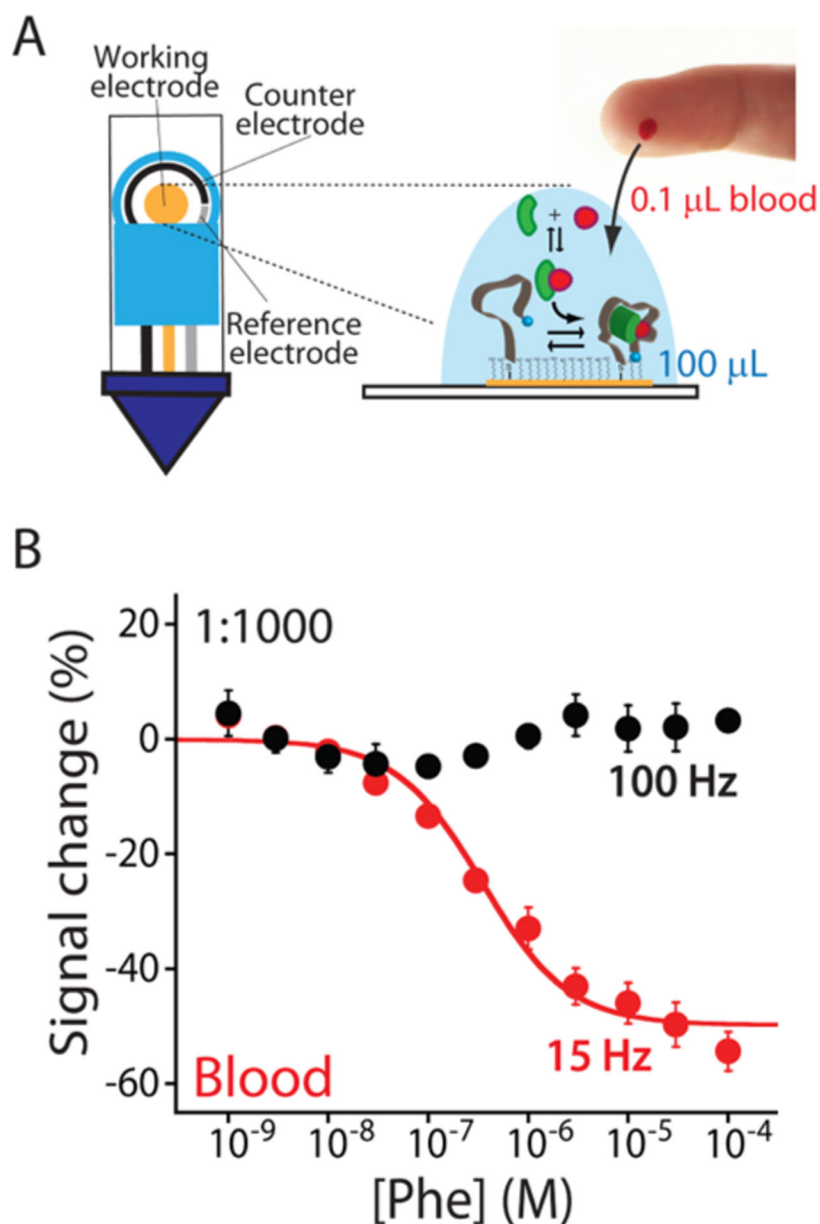 A
Working
electrode
Counter
electrode
Reference
electrode
+
0.1 µL blood
100 µL
B
Signal change (%)
20
0
-20
-40
-60
1:1000
100 Hz
15 Hz
Blood
10⁻⁹
10⁻⁸
10⁻⁷
10⁻⁶
10⁻⁵
10⁻⁴
[Phe] (M)